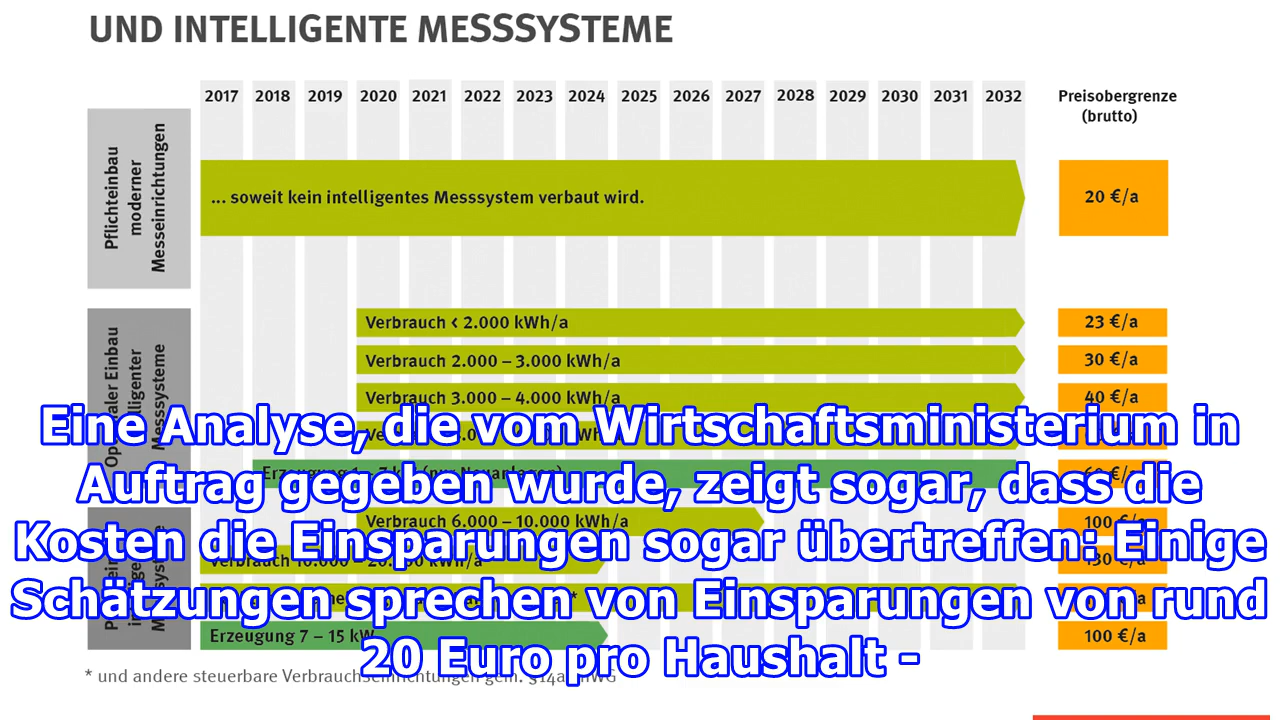 UND INTELLIGENTE MESSSYSTEME
2017 2018 2019 2020 2021 2022 2023 2024 2025 2026 2027 2028 2029 2030 2031 2032 Preisobergrenze
(brutto)
Pflichteinbau
moderner
Messeinrichtungen
... soweit kein intelligentes Messsystem verbaut wird. 20 €/a
Verbrauch < 2.000 kWh/a 23 €/a
Verbrauch 2.000 – 3.000 kWh/a 30 €/a
Verbrauch 3.000 – 4.000 kWh/a 40 €/a
Einbau
Messsysteme
Eine Analyse, die vom Wirtschaftsministerium in
Auftrag gegeben wurde, zeigt sogar, dass die
Kosten die Einsparungen sogar übertreffen: Einige
Schätzungen sprechen von Einsparungen von rund
20 Euro pro Haushalt -
Verbrauch 6.000 – 10.000 kWh/a 100 €/a
Erzeugung 7 – 15 kW 100 €/a
* und andere steuerbare Verbrauchseinrichtungen gem.